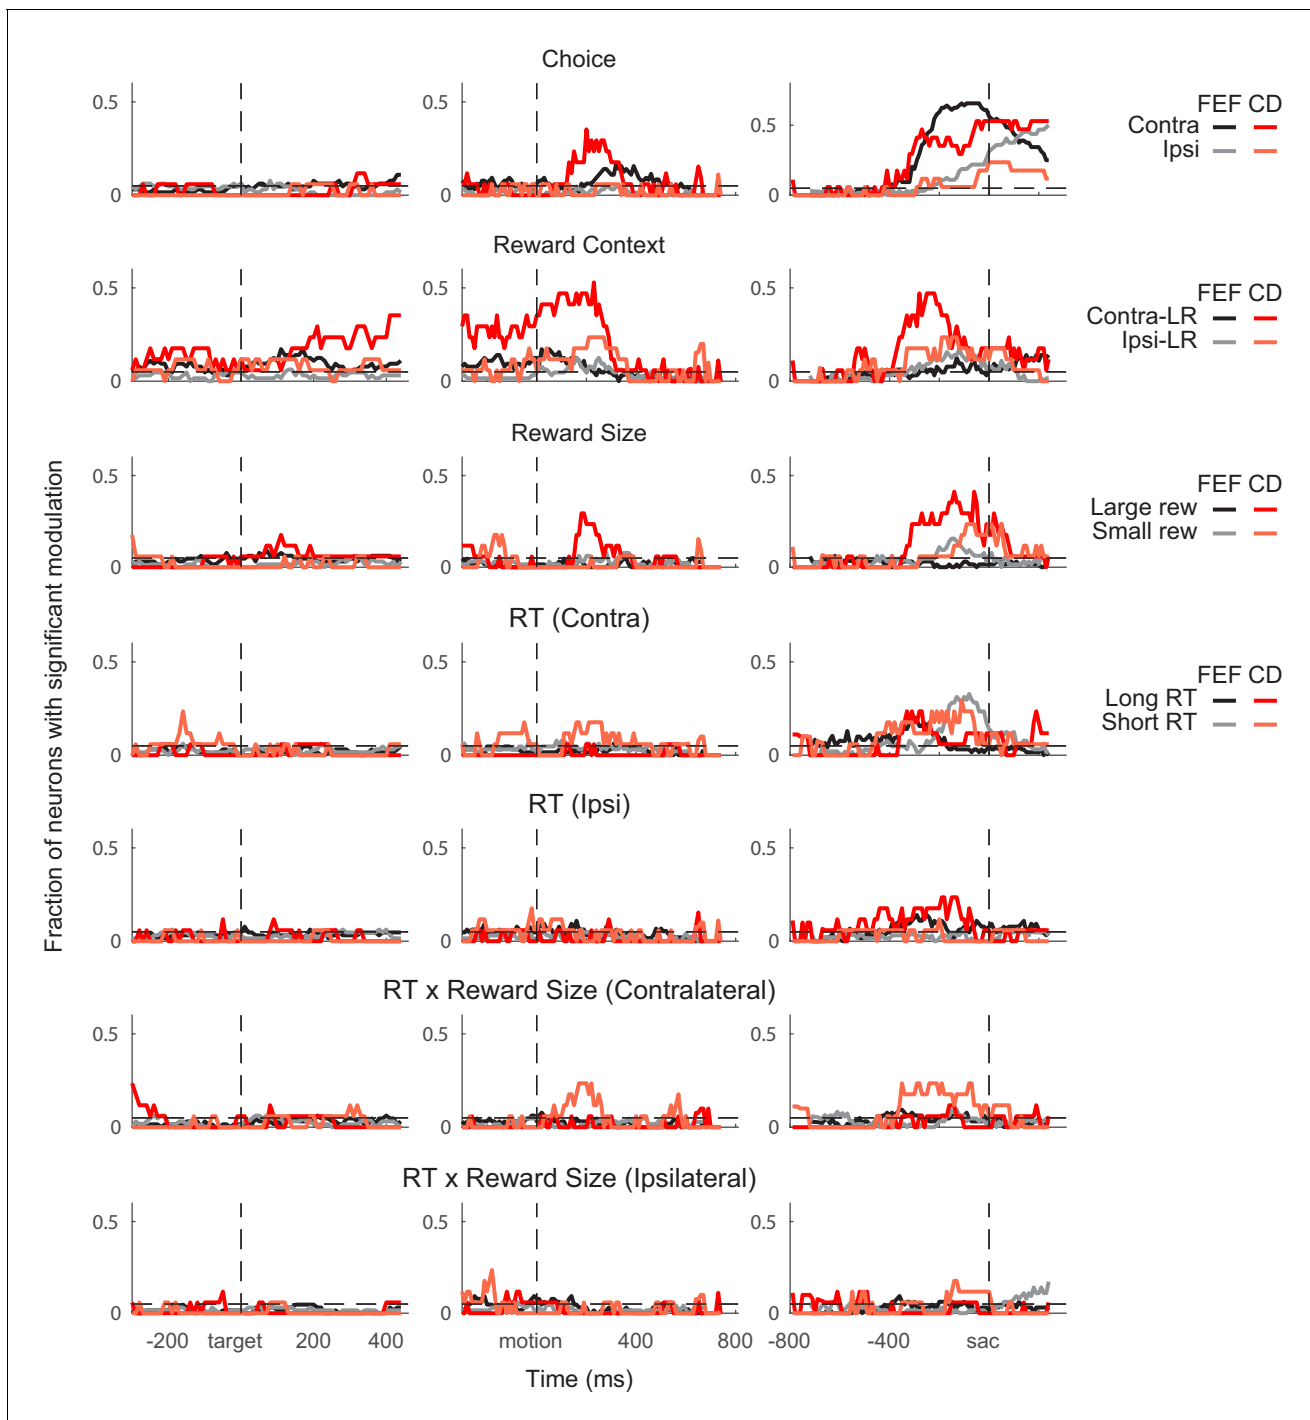 Choice
0.5
0
0.5
0
0.5
0
FEF CD
Contra
Ipsi
Reward Context
0.5
0
0.5
0
0.5
0
FEF CD
Contra-LR
Ipsi-LR
Reward Size
0.5
0
0.5
0
0.5
0
FEF CD
Large rew
Small rew
RT (Contra)
0.5
0
0.5
0
0.5
0
FEF CD
Long RT
Short RT
RT (Ipsi)
0.5
0
0.5
0
0.5
0
RT x Reward Size (Contralateral)
0.5
0
0.5
0
0.5
0
RT x Reward Size (Ipsilateral)
0.5
0
0.5
0
0.5
0
-200 target 200 400
motion 400 800
-800 -400 sac
Time (ms)
Fraction of neurons with significant modulation